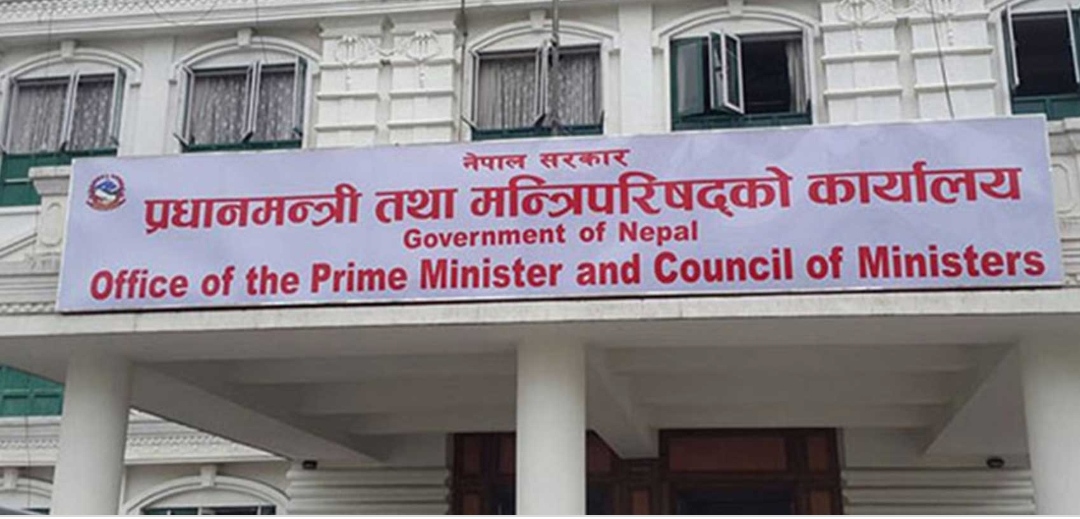 नेपाल सरकार
प्रधानमन्त्री तथा मन्त्रिपरिषद्को कार्यालय
Government of Nepal
Office of the Prime Minister and Council of Ministers